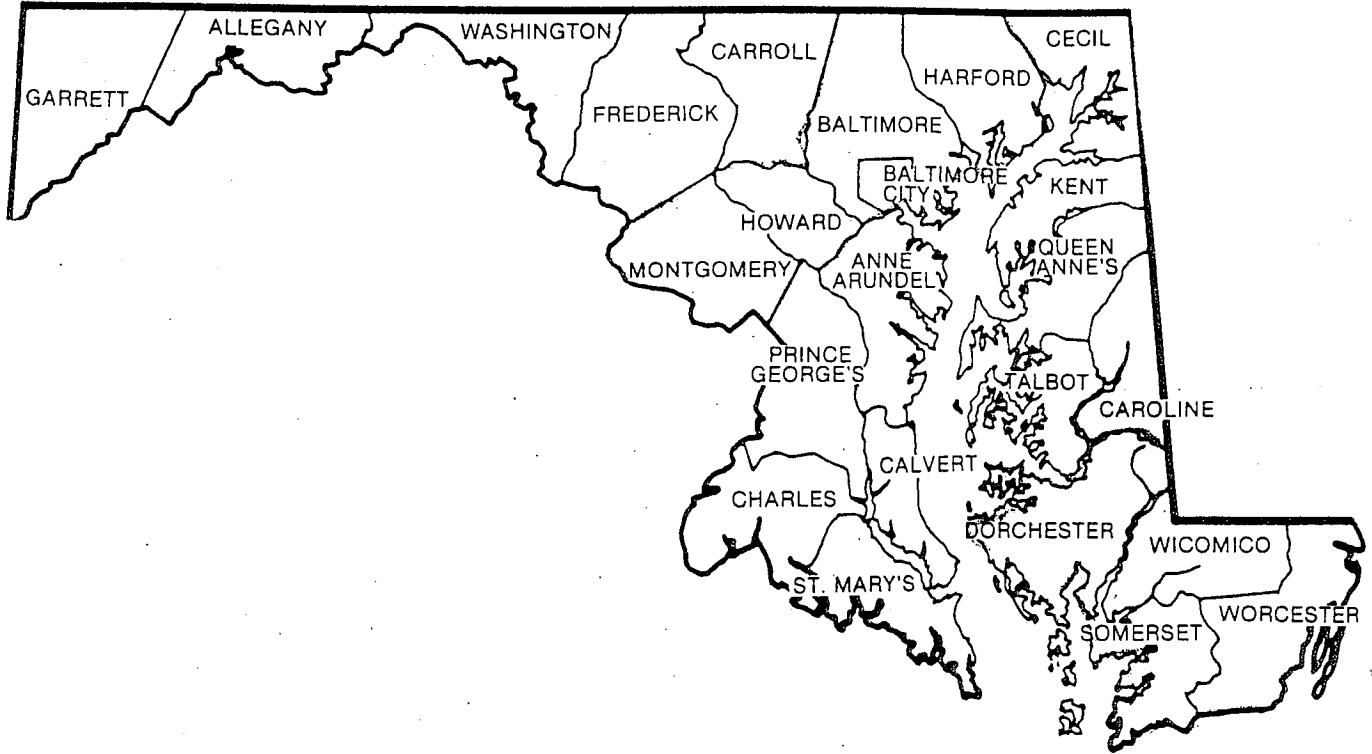 ALLEGANY
WASHINGTON
CECIL
CARROLL
HARFORD
GARRETT
FREDERICK
BALTIMORE
BALTIMORE
CITY
KENT
HOWARD
QUEEN
ANNE'S
MONTGOMERY
ANNE
ARUNDEL
PRINCE
GEORGE'S
TALBOT
CAROLINE
CALVERT
CHARLES
DORCHESTER
WICOMICO
ST. MARY'S
WORCESTER
SOMERSET